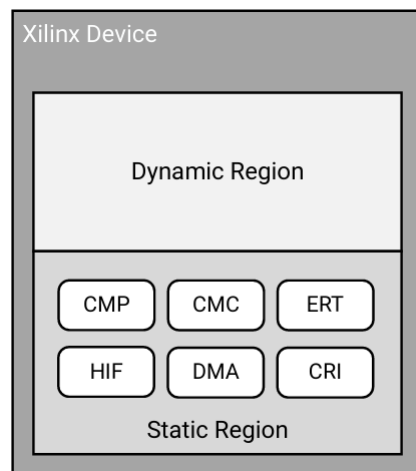 Xilinx Device
Dynamic Region
CMP CMC ERT
HIF DMA CRI
Static Region